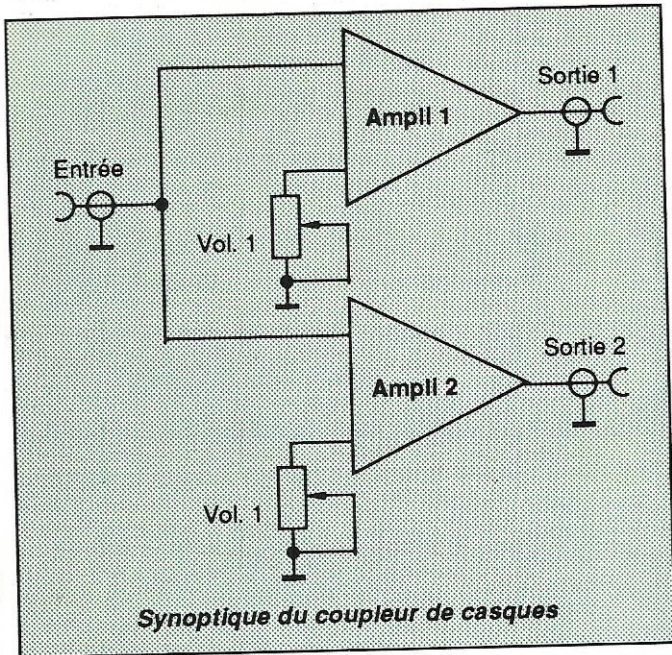 Sortie 1
Ampli 1
Entrée
Vol. 1
Sortie 2
Ampli 2
Vol. 1
Synoptique du coupleur de casques